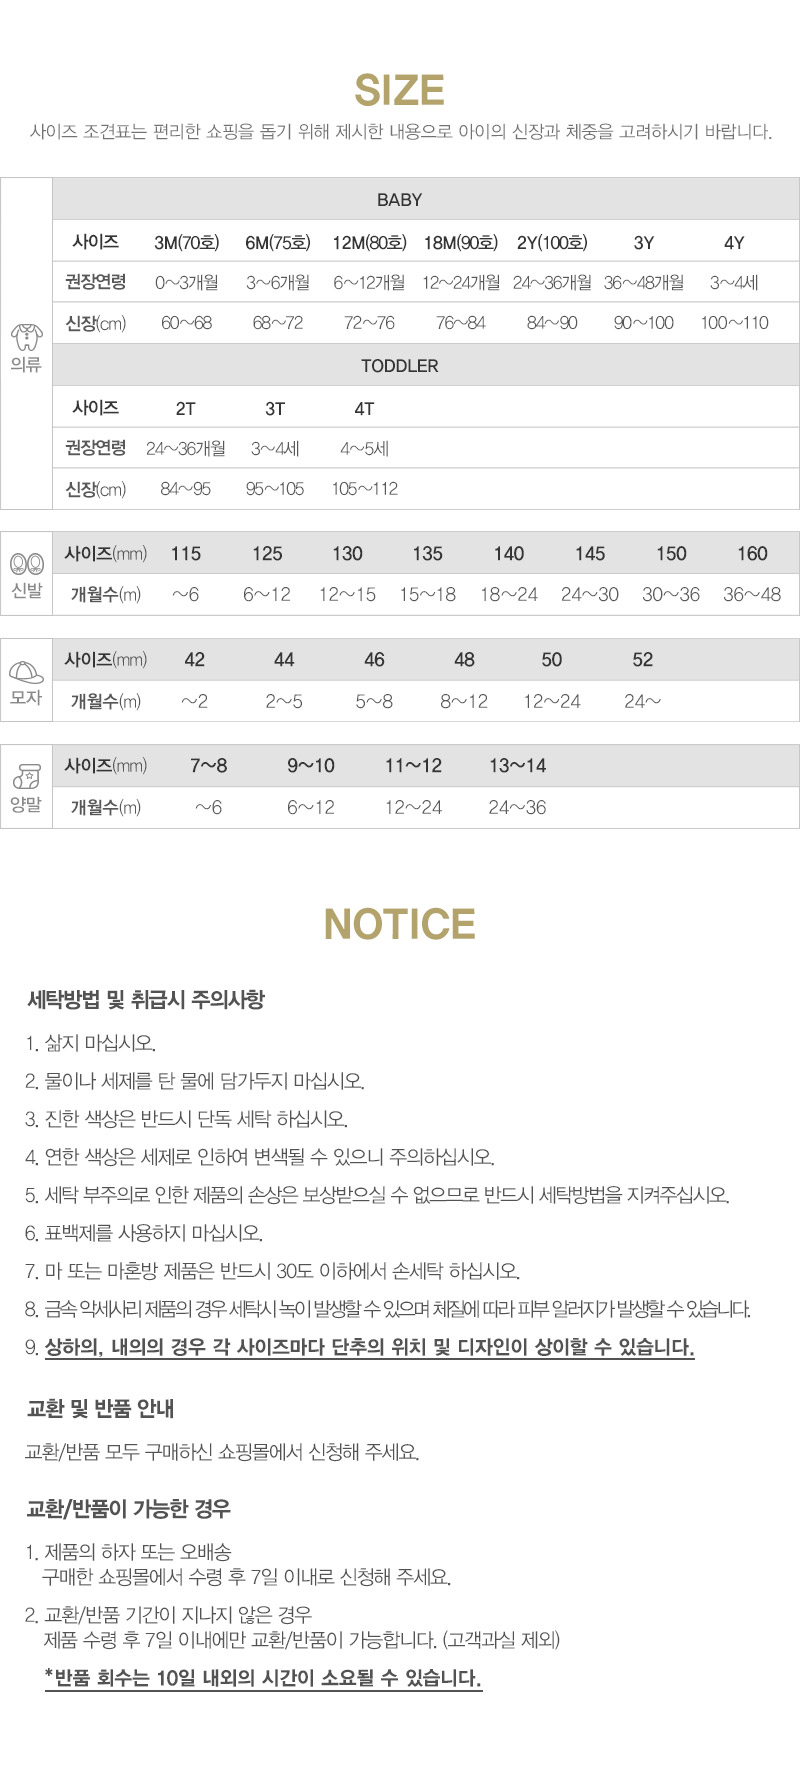 SIZE
사이즈 조견표는 편리한 쇼핑을 돕기 위해 제시한 내용으로 아이의 신장과 체중을 고려하시기 바랍니다.
의류
BABY
사이즈 3M(70호) 6M(75호) 12M(80호) 18M(90호) 2Y(100호) 3Y 4Y
권장연령 0~3개월 3~6개월 6~12개월 12~24개월 24~36개월 36~48개월 3~4세
신장(cm) 60~68 68~72 72~76 76~84 84~90 90~100 100~110
TODDLER
사이즈 2T 3T 4T
권장연령 24~36개월 3~4세 4~5세
신장(cm) 84~95 95~105 105~112
신발
사이즈(mm) 115 125 130 135 140 145 150 160
개월수(m) ~6 6~12 12~15 15~18 18~24 24~30 30~36 36~48
모자
사이즈(mm) 42 44 46 48 50 52
개월수(m) ~2 2~5 5~8 8~12 12~24 24~
양말
사이즈(mm) 7~8 9~10 11~12 13~14
개월수(m) ~6 6~12 12~24 24~36
NOTICE
세탁방법 및 취급시 주의사항
1. 삶지 마십시오.
2. 물이나 세제를 탄 물에 담가두지 마십시오.
3. 진한 색상은 반드시 단독 세탁 하십시오.
4. 연한 색상은 세제로 인하여 변색될 수 있으니 주의하십시오.
5. 세탁 부주의로 인한 제품의 손상은 보상받으실 수 없으므로 반드시 세탁방법을 지켜주십시오.
6. 표백제를 사용하지 마십시오.
7. 마 또는 마혼방 제품은 반드시 30도 이하에서 손세탁 하십시오.
8. 금속 악세사리 제품의 경우 세탁시 녹이 발생할 수 있으며 체질에 따라 피부 알러지가 발생할 수 있습니다.
9. 상하의, 내의의 경우 각 사이즈마다 단추의 위치 및 디자인이 상이할 수 있습니다.
교환 및 반품 안내
교환/반품 모두 구매하신 쇼핑몰에서 신청해 주세요.
교환/반품이 가능한 경우
1. 제품의 하자 또는 오배송
구매한 쇼핑몰에서 수령 후 7일 이내로 신청해 주세요.
2. 교환/반품 기간이 지나지 않은 경우
제품 수령 후 7일 이내에만 교환/반품이 가능합니다. (고객과실 제외)
*반품 회수는 10일 내외의 시간이 소요될 수 있습니다.